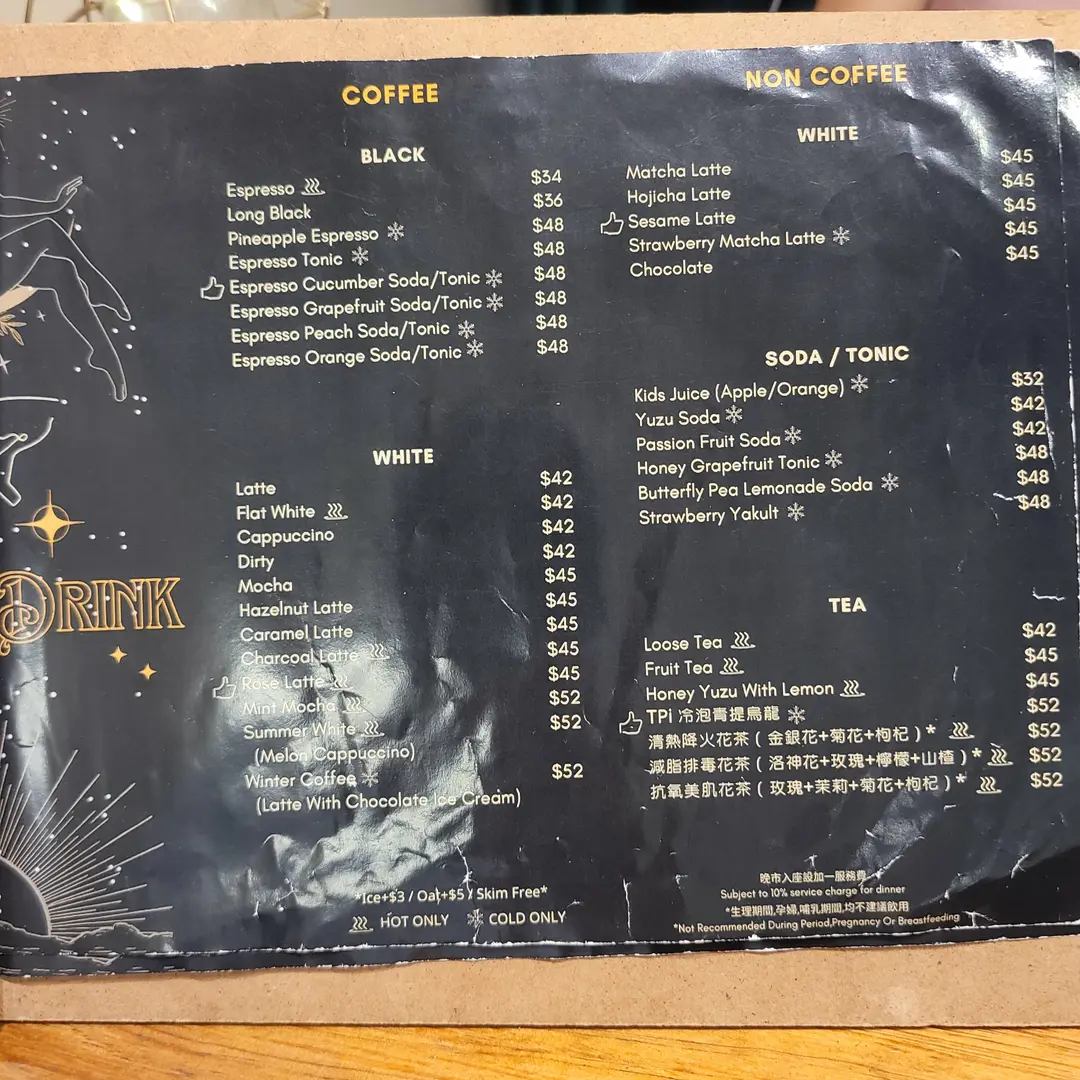 DRINK
COFFEE
BLACK
Espresso $34
Long Black $36
Pineapple Espresso $48
Espresso Tonic $48
Espresso Cucumber Soda/Tonic $48
Espresso Grapefruit Soda/Tonic $48
Espresso Peach Soda/Tonic $48
Espresso Orange Soda/Tonic $48
WHITE
Latte $42
Flat White $42
Cappuccino $42
Dirty $42
Mocha $45
Hazelnut Latte $45
Caramel Latte $45
Charcoal Latte $45
Rose Latte $45
Mint Mocha $52
Summer White $52
(Melon Cappuccino)
Winter Coffee $52
(Latte With Chocolate Ice Cream)
*Ice+$3 / Oat+$5 / Skim Free*
HOT ONLY COLD ONLY
NON COFFEE
WHITE
Matcha Latte $45
Hojicha Latte $45
Sesame Latte $45
Strawberry Matcha Latte $45
Chocolate $45
SODA / TONIC
Kids Juice (Apple/Orange) $32
Yuzu Soda $42
Passion Fruit Soda $42
Honey Grapefruit Tonic $48
Butterfly Pea Lemonade Soda $48
Strawberry Yakult $48
TEA
Loose Tea $42
Fruit Tea $45
Honey Yuzu With Lemon $45
TPi 冷泡青提烏龍 $52
清熱降火花茶 ( 金銀花+菊花+枸杞 ) * $52
減脂排毒花茶 ( 洛神花+玫瑰+檸檬+山楂 ) * $52
抗氧美肌花茶 ( 玫瑰+茉莉+菊花+枸杞 ) * $52
晚市入座設加一服務費
Subject to 10% service charge for dinner
*生理期間,孕婦,哺乳期間,均不建議飲用
*Not Recommended During Period,Pregnancy Or Breastfeeding